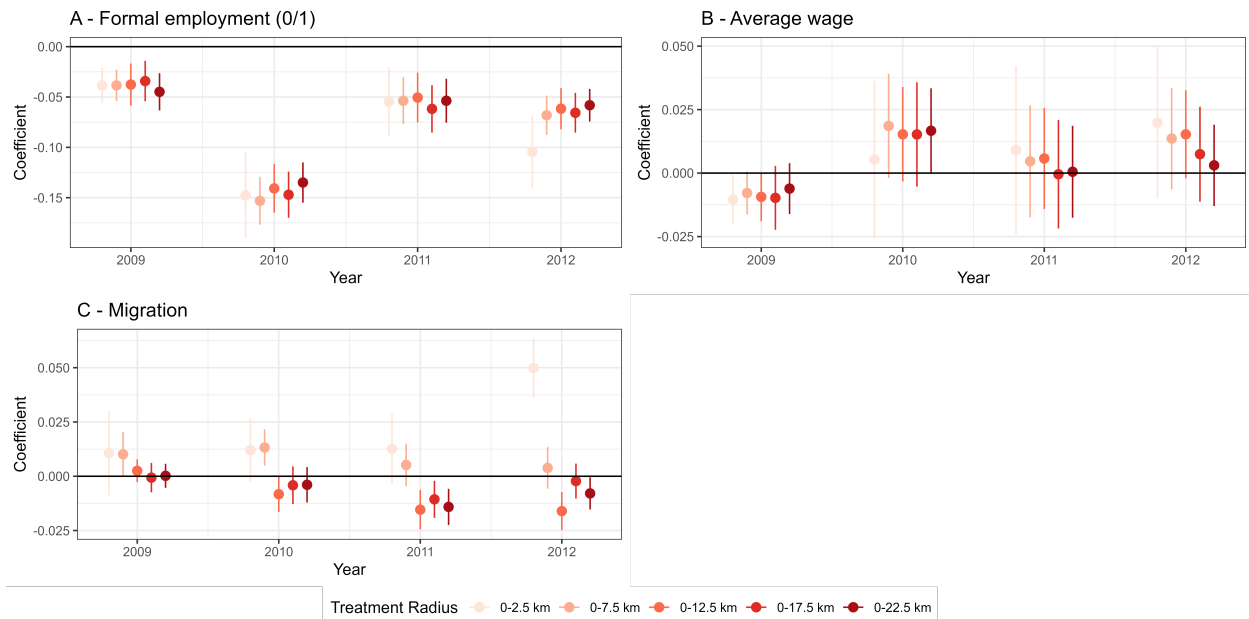 A - Formal employment (0/1)
0.00
-0.05
-0.10
-0.15
Coefficient
2009 2010 2011 2012
Year
B - Average wage
0.050
0.025
0.000
-0.025
Coefficient
2009 2010 2011 2012
Year
C - Migration
0.050
0.025
0.000
-0.025
Coefficient
2009 2010 2011 2012
Year
Treatment Radius 0-2.5 km 0-7.5 km 0-12.5 km 0-17.5 km 0-22.5 km